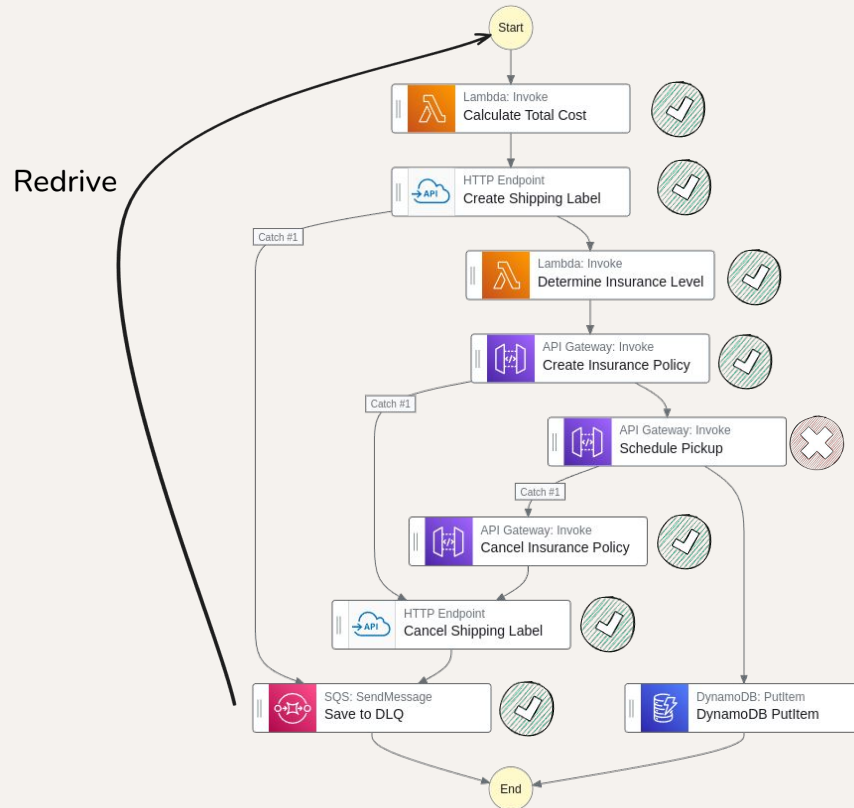 Start
Lambda: Invoke
Calculate Total Cost
Redrive
HTTP Endpoint
API
Create Shipping Label
Catch #1
Lambda: Invoke
Determine Insurance Level
API Gateway: Invoke
Create Insurance Policy
Catch #1
API Gateway: Invoke
Schedule Pickup
Catch #1
API Gateway: Invoke
Cancel Insurance Policy
HTTP Endpoint
API
Cancel Shipping Label
SQS: SendMessage
Save to DLQ
DynamoDB: PutItem
DynamoDB PutItem
End